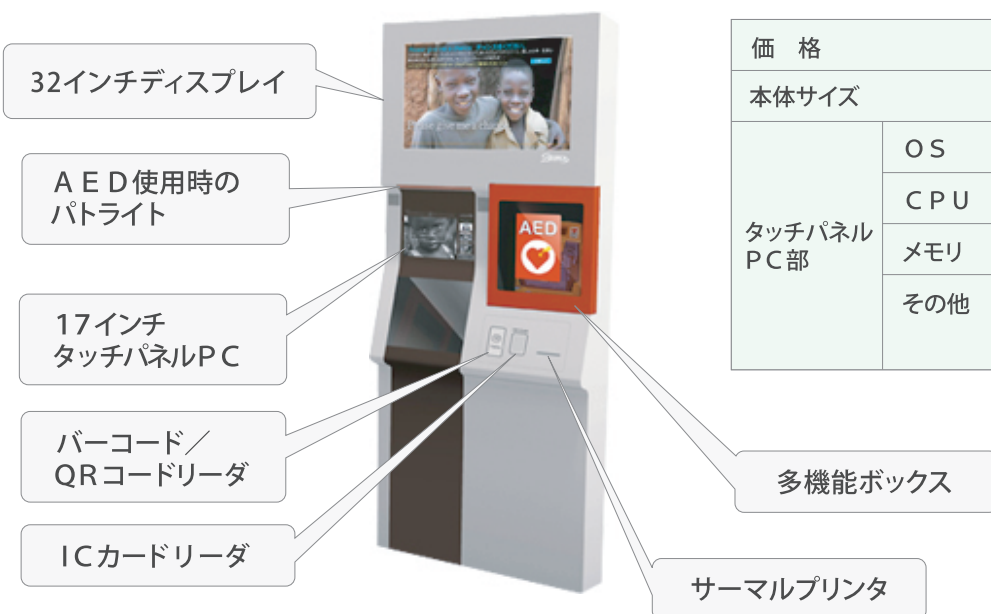 32インチディスプレイ
AED使用時の
パトライト
17インチ
タッチパネルPC
バーコード／
QRコードリーダ
ICカードリーダ
Please give me a chance
AED
多機能ボックス
サーマルプリンタ
価 格
本体サイズ
タッチパネル
PC部
OS
CPU
メモリ
その他